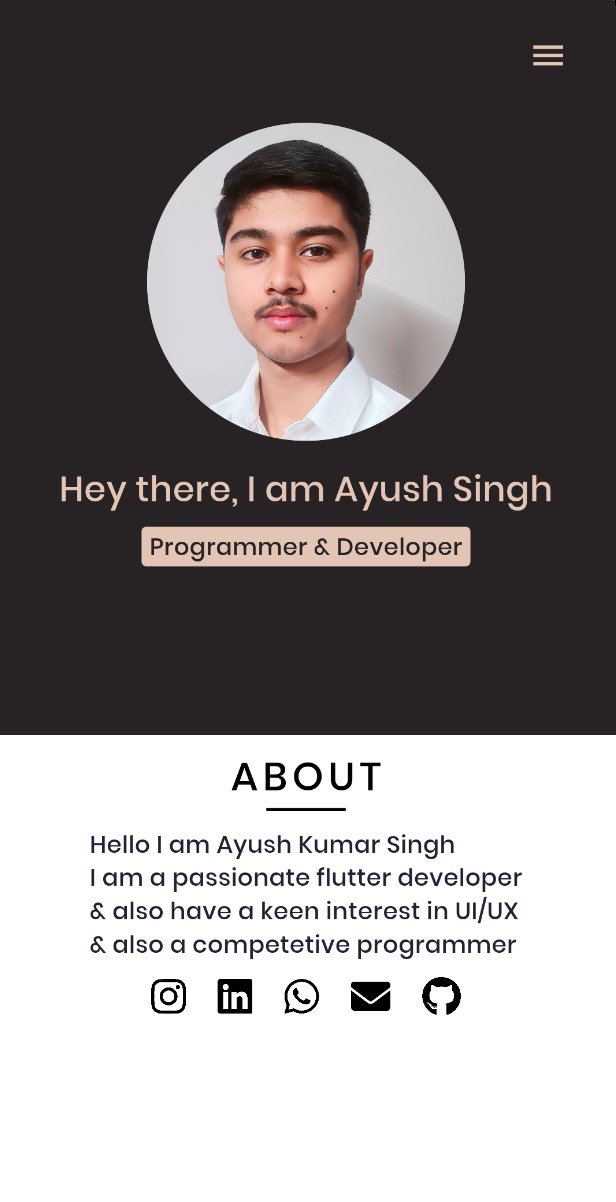 Hey there, I am Ayush Singh
Programmer & Developer
ABOUT
Hello I am Ayush Kumar Singh
I am a passionate flutter developer
& also have a keen interest in UI/UX
& also a competetive programmer
in